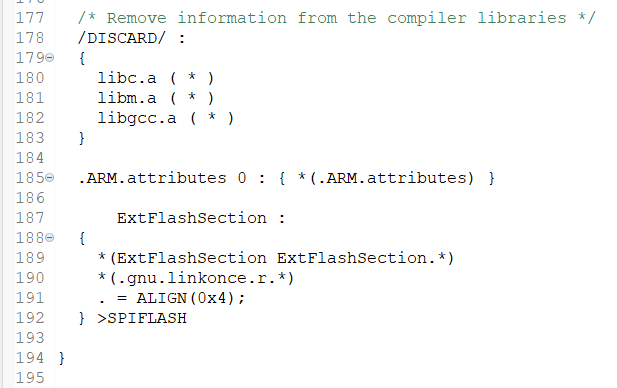 177 /* Remove information from the compiler libraries */
178 /DISCARD/ :
179 {
180 libc.a ( * )
181 libm.a ( * )
182 libgcc.a ( * )
183 }
184
185 .ARM.attributes 0 : { *(.ARM.attributes) }
186
187 ExtFlashSection :
188 {
189 *(ExtFlashSection ExtFlashSection.*)
190 *(.gnu.linkonce.r.*)
191 . = ALIGN(0x4);
192 } >SPIFLASH
193
194 }
195